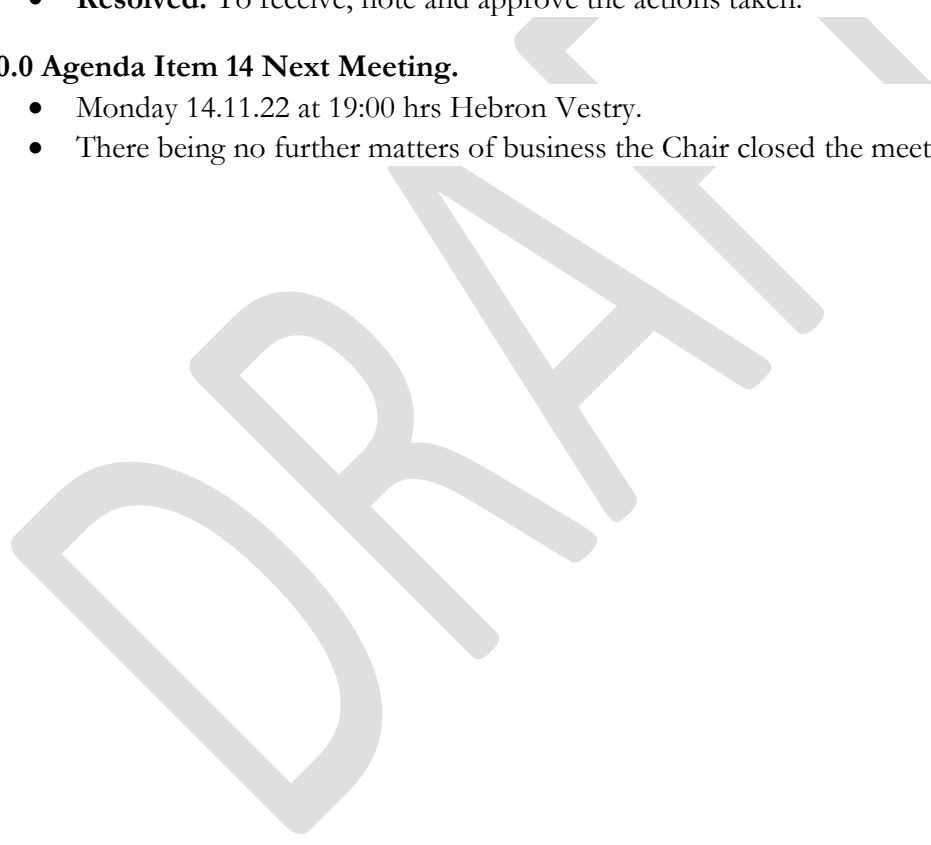 • Resolved. To receive, note and approve the actions taken.
0.0 Agenda Item 14 Next Meeting.
• Monday 14.11.22 at 19:00 hrs Hebron Vestry.
• There being no further matters of business the Chair closed the meet
DRAFT